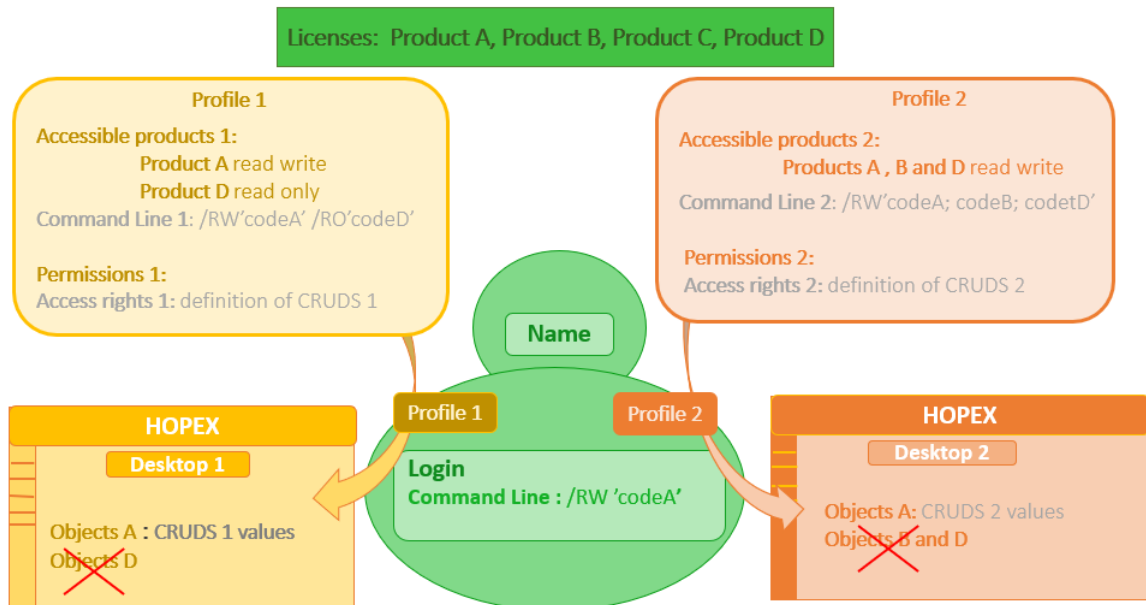 Licenses: Product A, Product B, Product C, Product D
Profile 1
Accessible products 1:
Product A read write
Product D read only
Command Line 1: /RW'codeA' /RO'codeD'
Permissions 1:
Access rights 1: definition of CRUDS 1
Profile 2
Accessible products 2:
Products A , B and D read write
Command Line 2: /RW'codeA; codeB; codetD'
Permissions 2:
Access rights 2: definition of CRUDS 2
Name
Profile 1
Profile 2
Login
Command Line : /RW 'codeA'
HOPEX
Desktop 1
Objects A : CRUDS 1 values
Objects D
HOPEX
Desktop 2
Objects A: CRUDS 2 values
Objects B and D